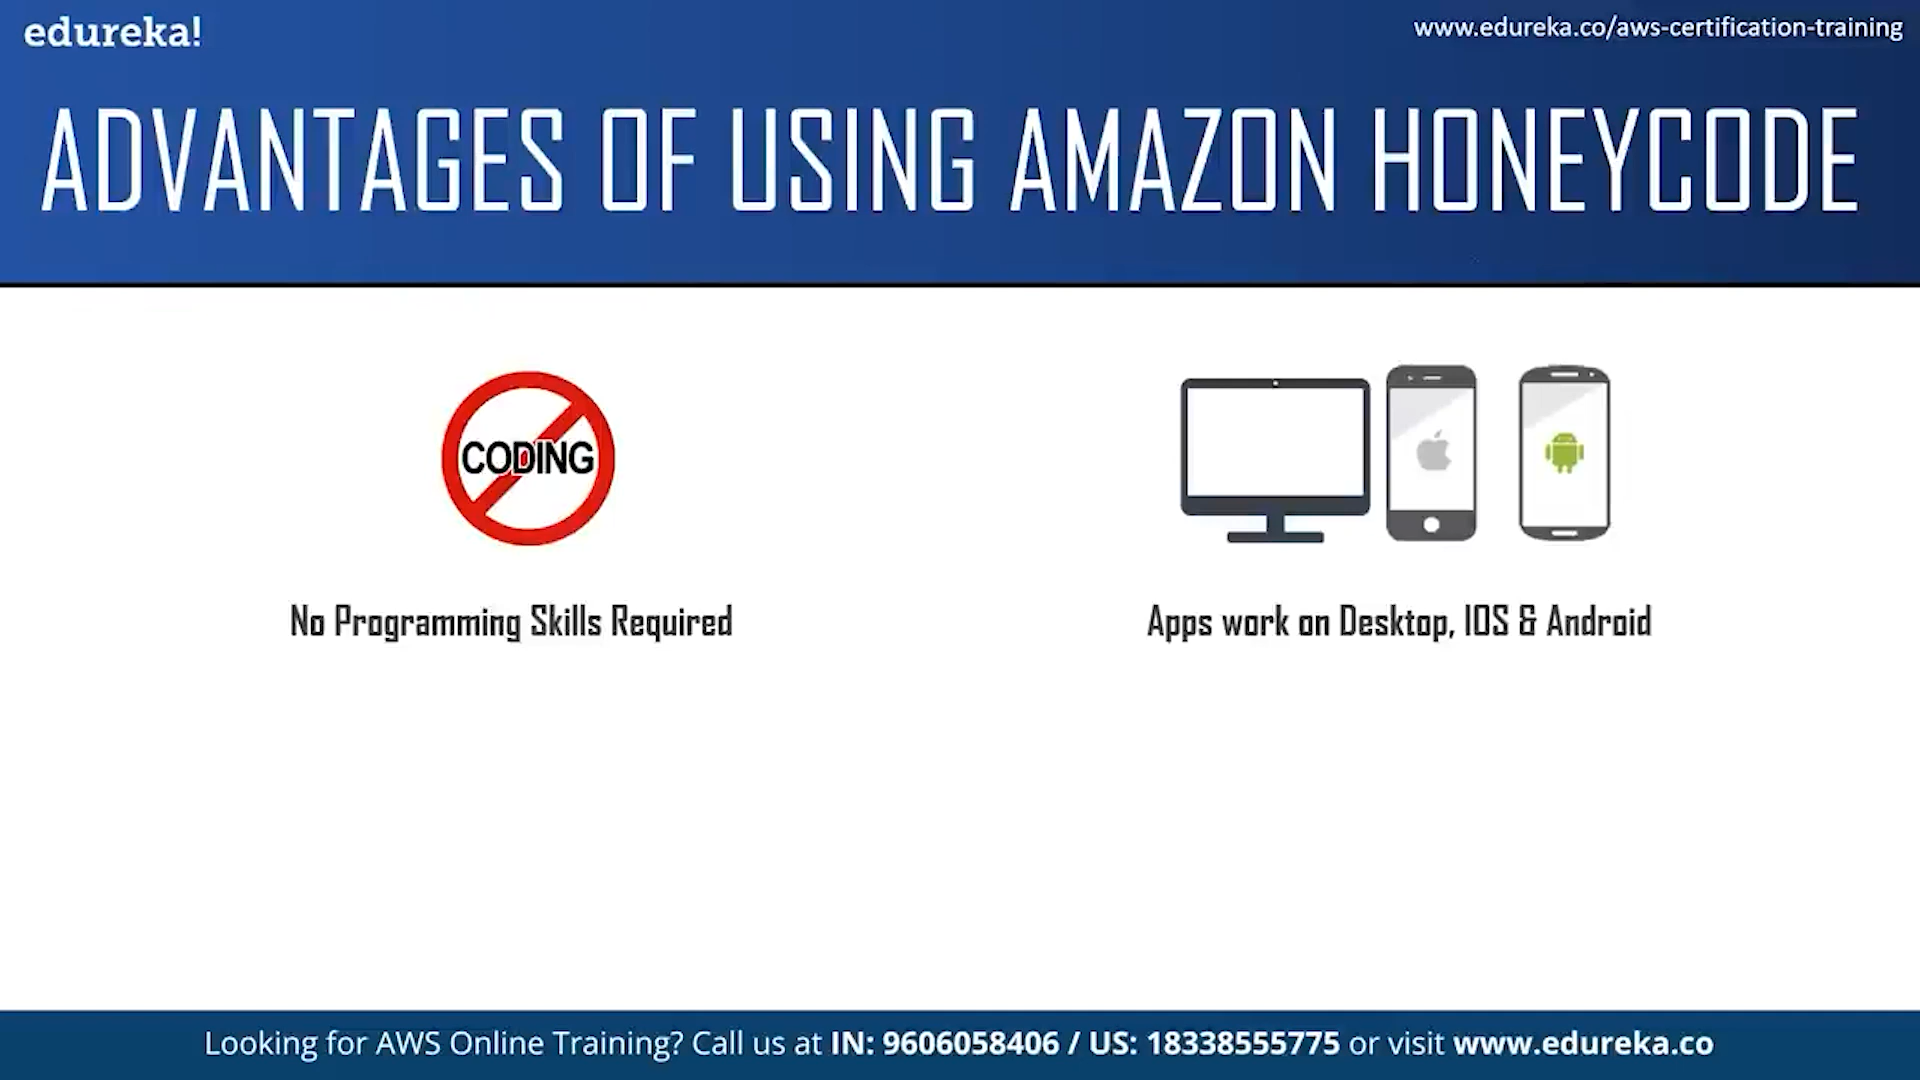 edureka!
www.edureka.co/aws-certification-training
ADVANTAGES OF USING AMAZON HONEYCODE
CODING
No Programming Skills Required
Apps work on Desktop, IOS & Android
Looking for AWS Online Training? Call us at IN: 9606058406 / US: 18338555775 or visit www.edureka.co